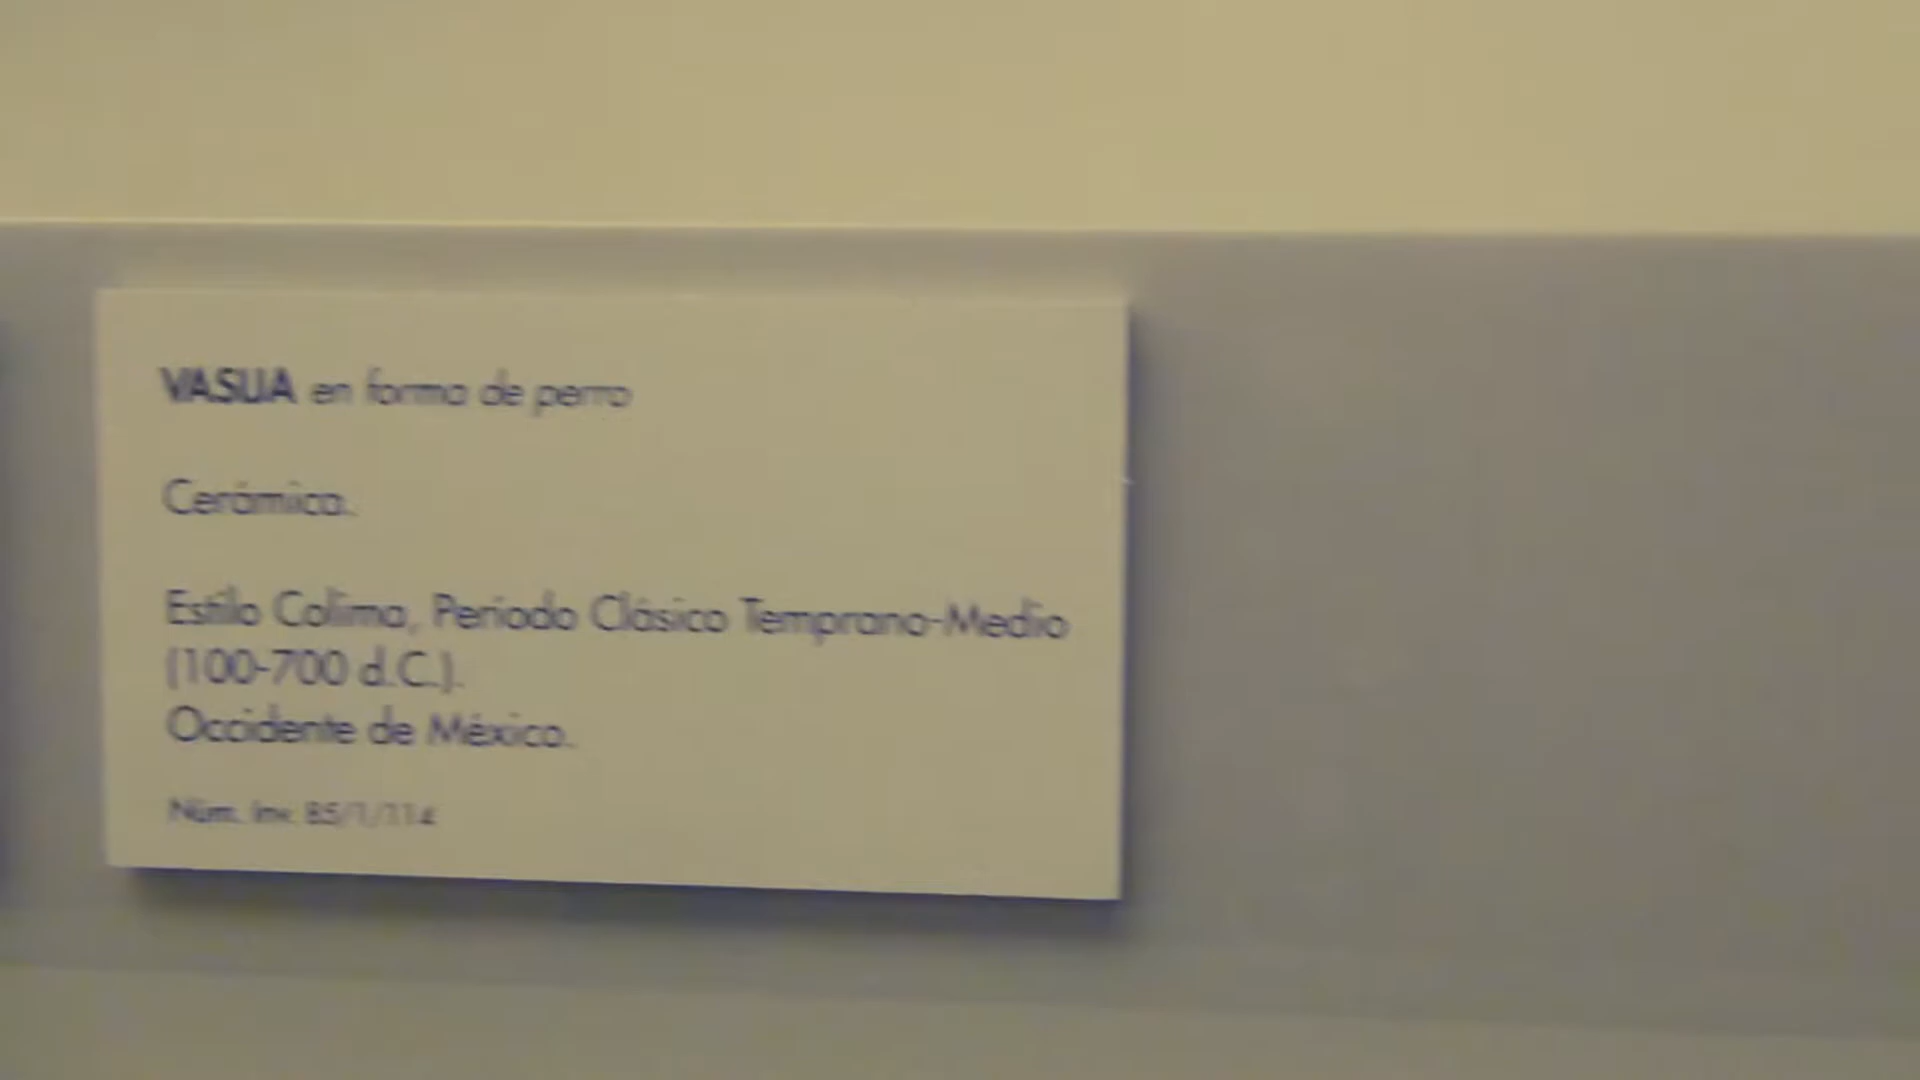 VASIJA en forma de perro
Cerámica.
Estilo Colima, Periodo Clásico Temprano-Medio
(100-700 d.C.).
Occidente de México.
Núm. Inv. 85/1/114